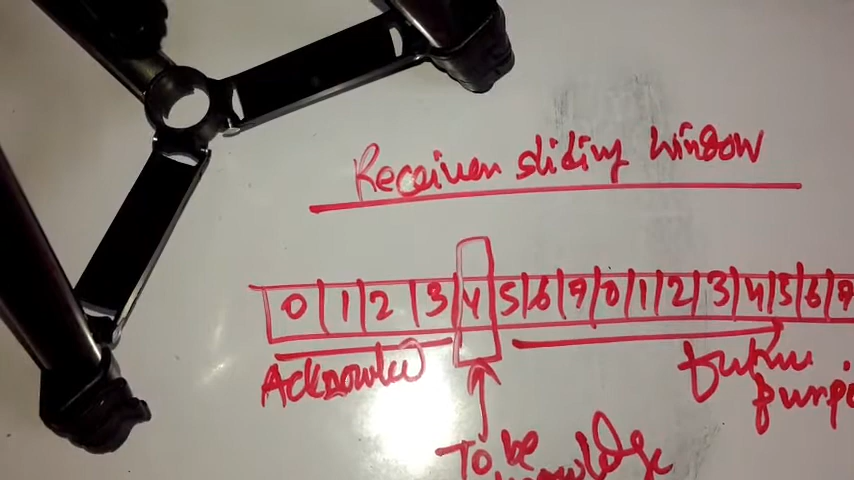 Receiver sliding window
0 1 2 3 4 5 6 7 0 1 2 3 4 5 6 7
Acknowled
future
To be